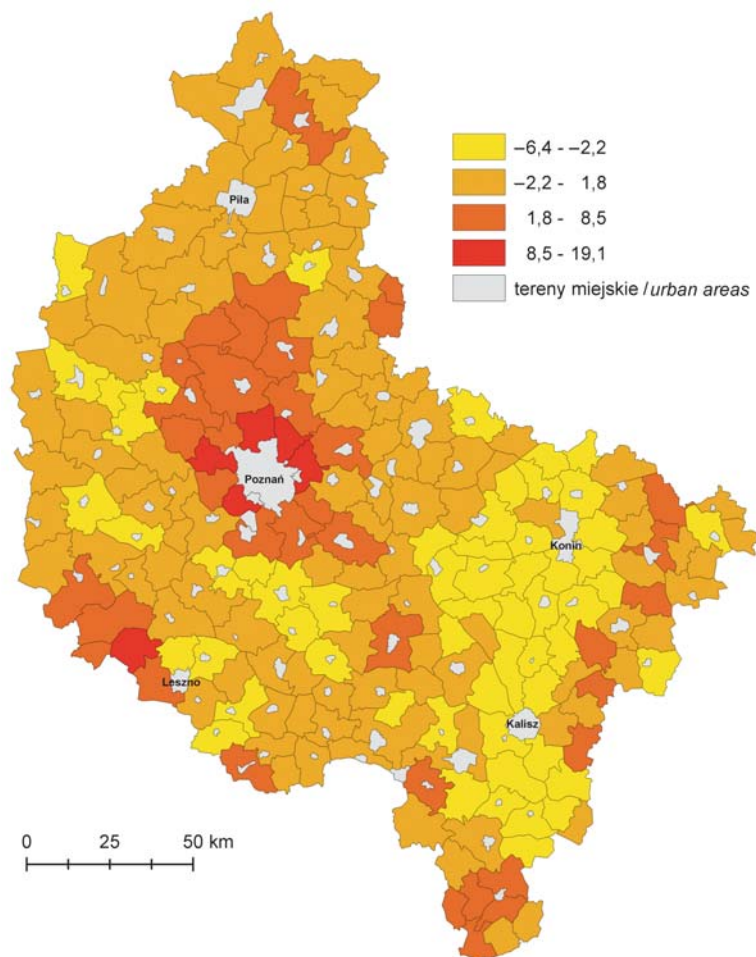 –6,4 - –2,2
–2,2 - 1,8
1,8 - 8,5
8,5 - 19,1
tereny miejskie / urban areas
Piła
Poznań
Konin
Leszno
Kalisz
0 25 50 km